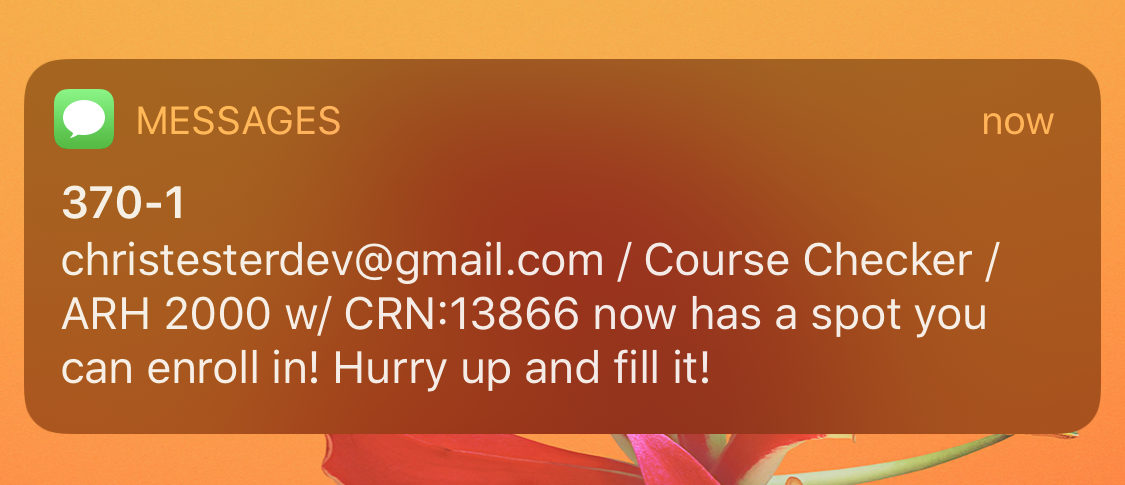 MESSAGES
now
370-1
christesterdev@gmail.com / Course Checker /
ARH 2000 w/ CRN:13866 now has a spot you
can enroll in! Hurry up and fill it!